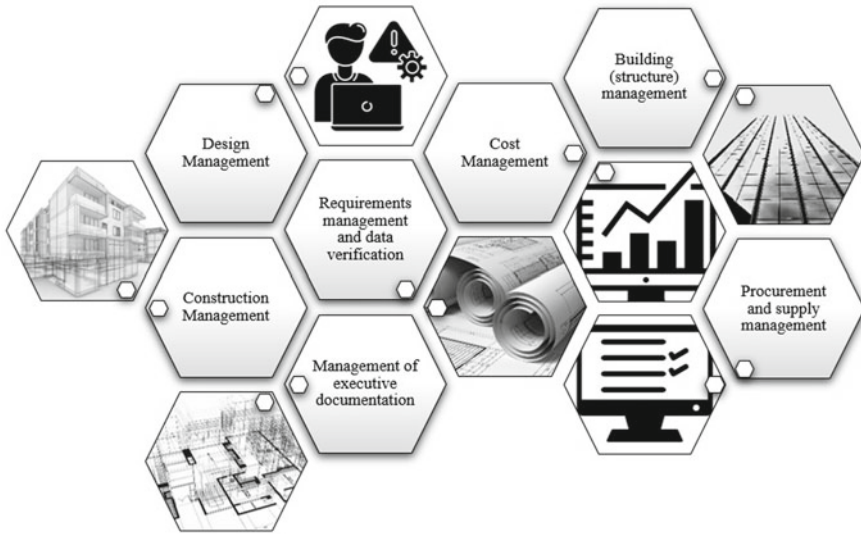 Building
(structure)
management
Design
Management
Cost
Management
Requirements
management
and data
verification
Construction
Management
Procurement
and supply
management
Management of
executive
documentation